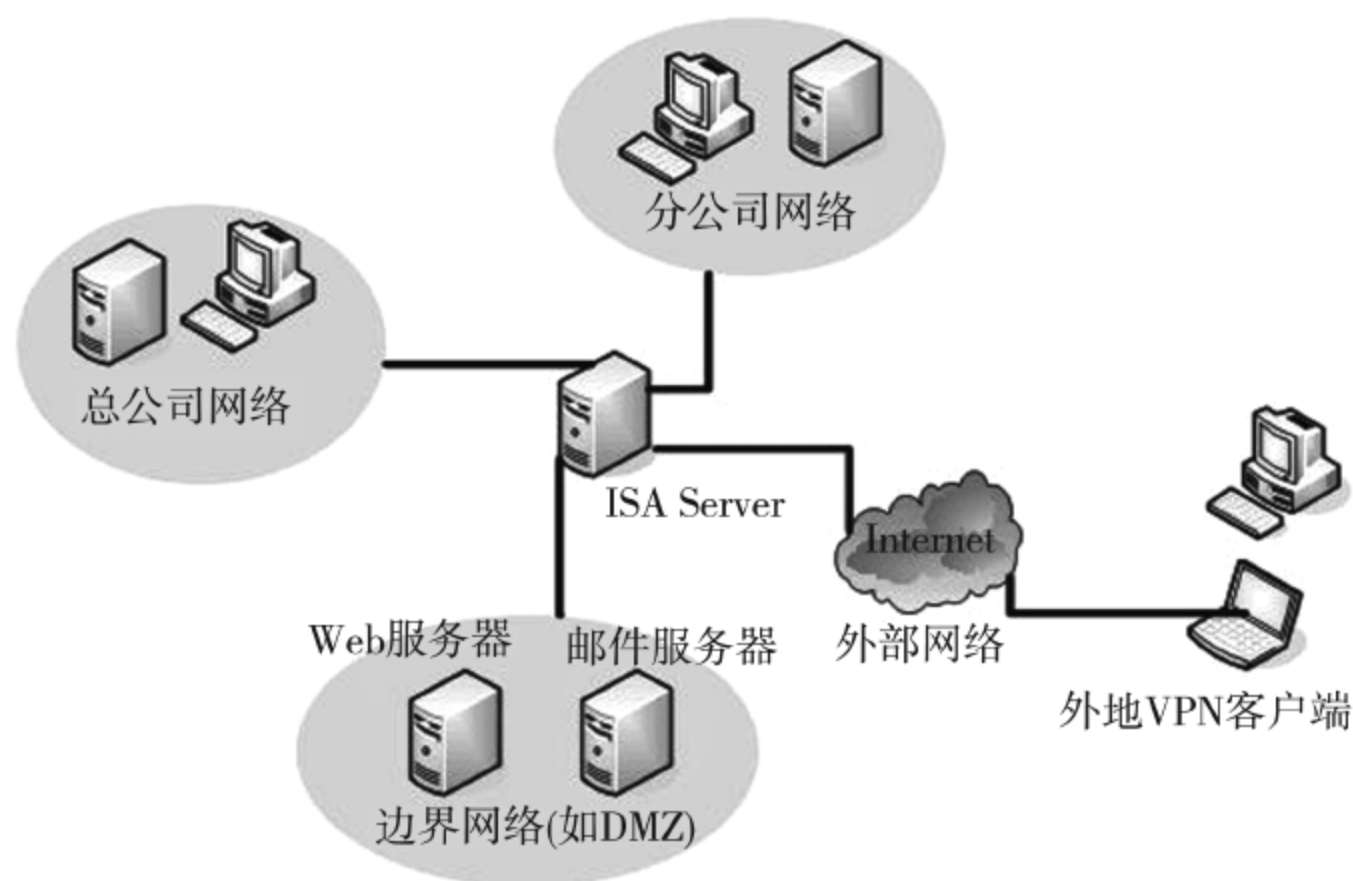 分公司网络
总公司网络
ISA Server
Internet
Web服务器
邮件服务器
外部网络
外地VPN客户端
边界网络(如DMZ)